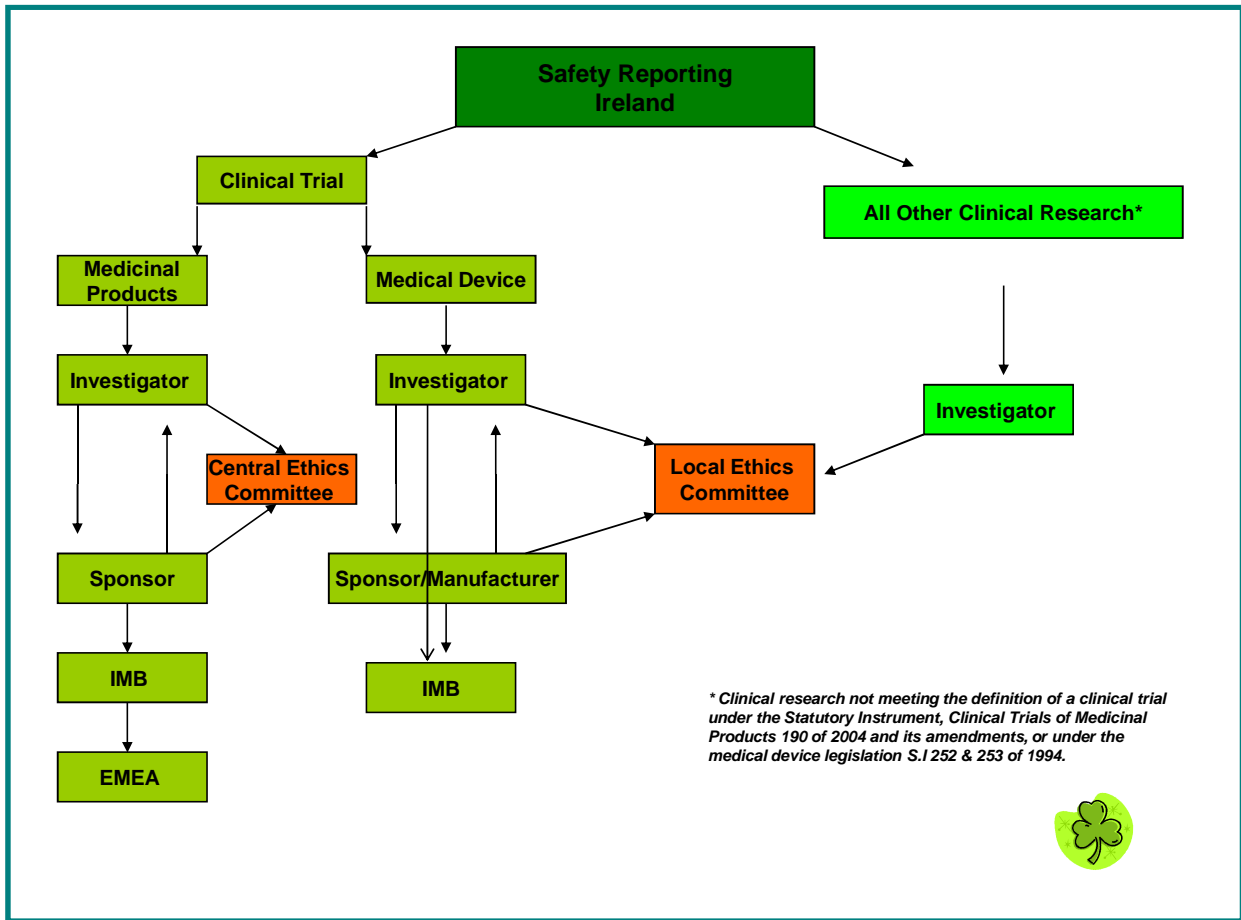 Safety Reporting
Ireland
Clinical Trial
All Other Clinical Research*
Medicinal
Products
Medical Device
Investigator
Investigator
Investigator
Central Ethics
Committee
Local Ethics
Committee
Sponsor
Sponsor/Manufacturer
IMB
IMB
EMEA
* Clinical research not meeting the definition of a clinical trial
under the Statutory Instrument, Clinical Trials of Medicinal
Products 190 of 2004 and its amendments, or under the
medical device legislation S.I 252 & 253 of 1994.